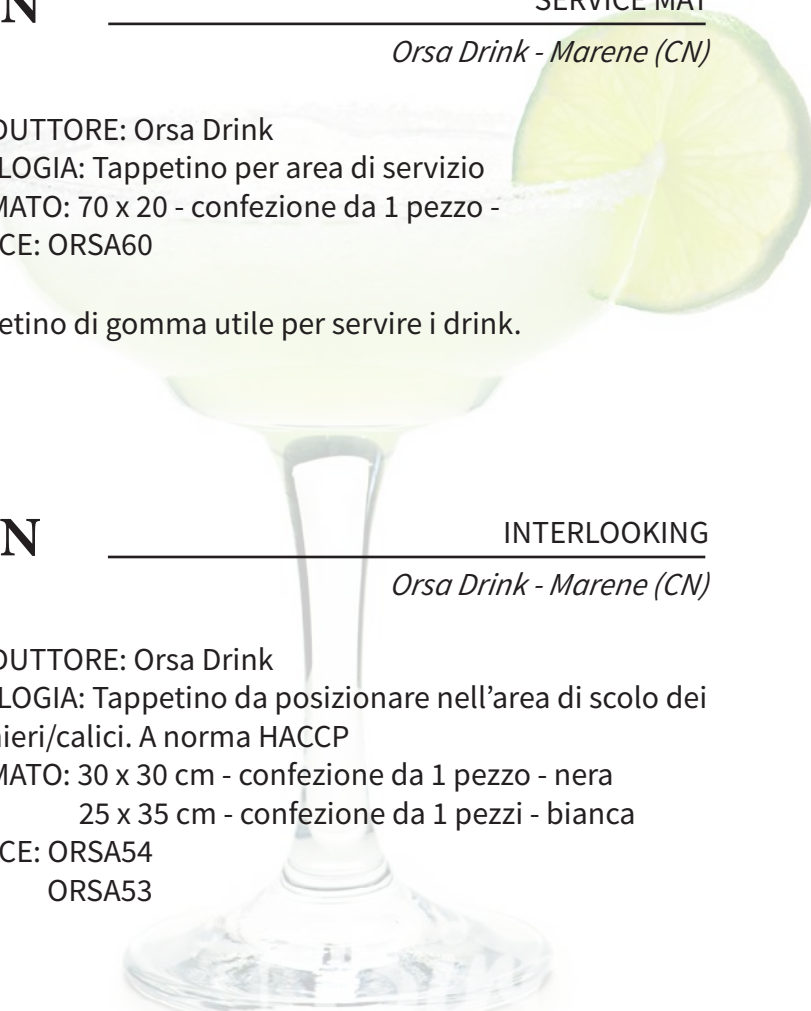 N SERVICE MAT
Orsa Drink - Marene (CN)
DUTTORE: Orsa Drink
LOGIA: Tappetino per area di servizio
MATO: 70 x 20 - confezione da 1 pezzo -
CE: ORSA60
etino di gomma utile per servire i drink.
N INTERLOOKING
Orsa Drink - Marene (CN)
DUTTORE: Orsa Drink
LOGIA: Tappetino da posizionare nell’area di scolo dei
ieri/calici. A norma HACCP
MATO: 30 x 30 cm - confezione da 1 pezzo - nera
25 x 35 cm - confezione da 1 pezzi - bianca
CE: ORSA54
ORSA53